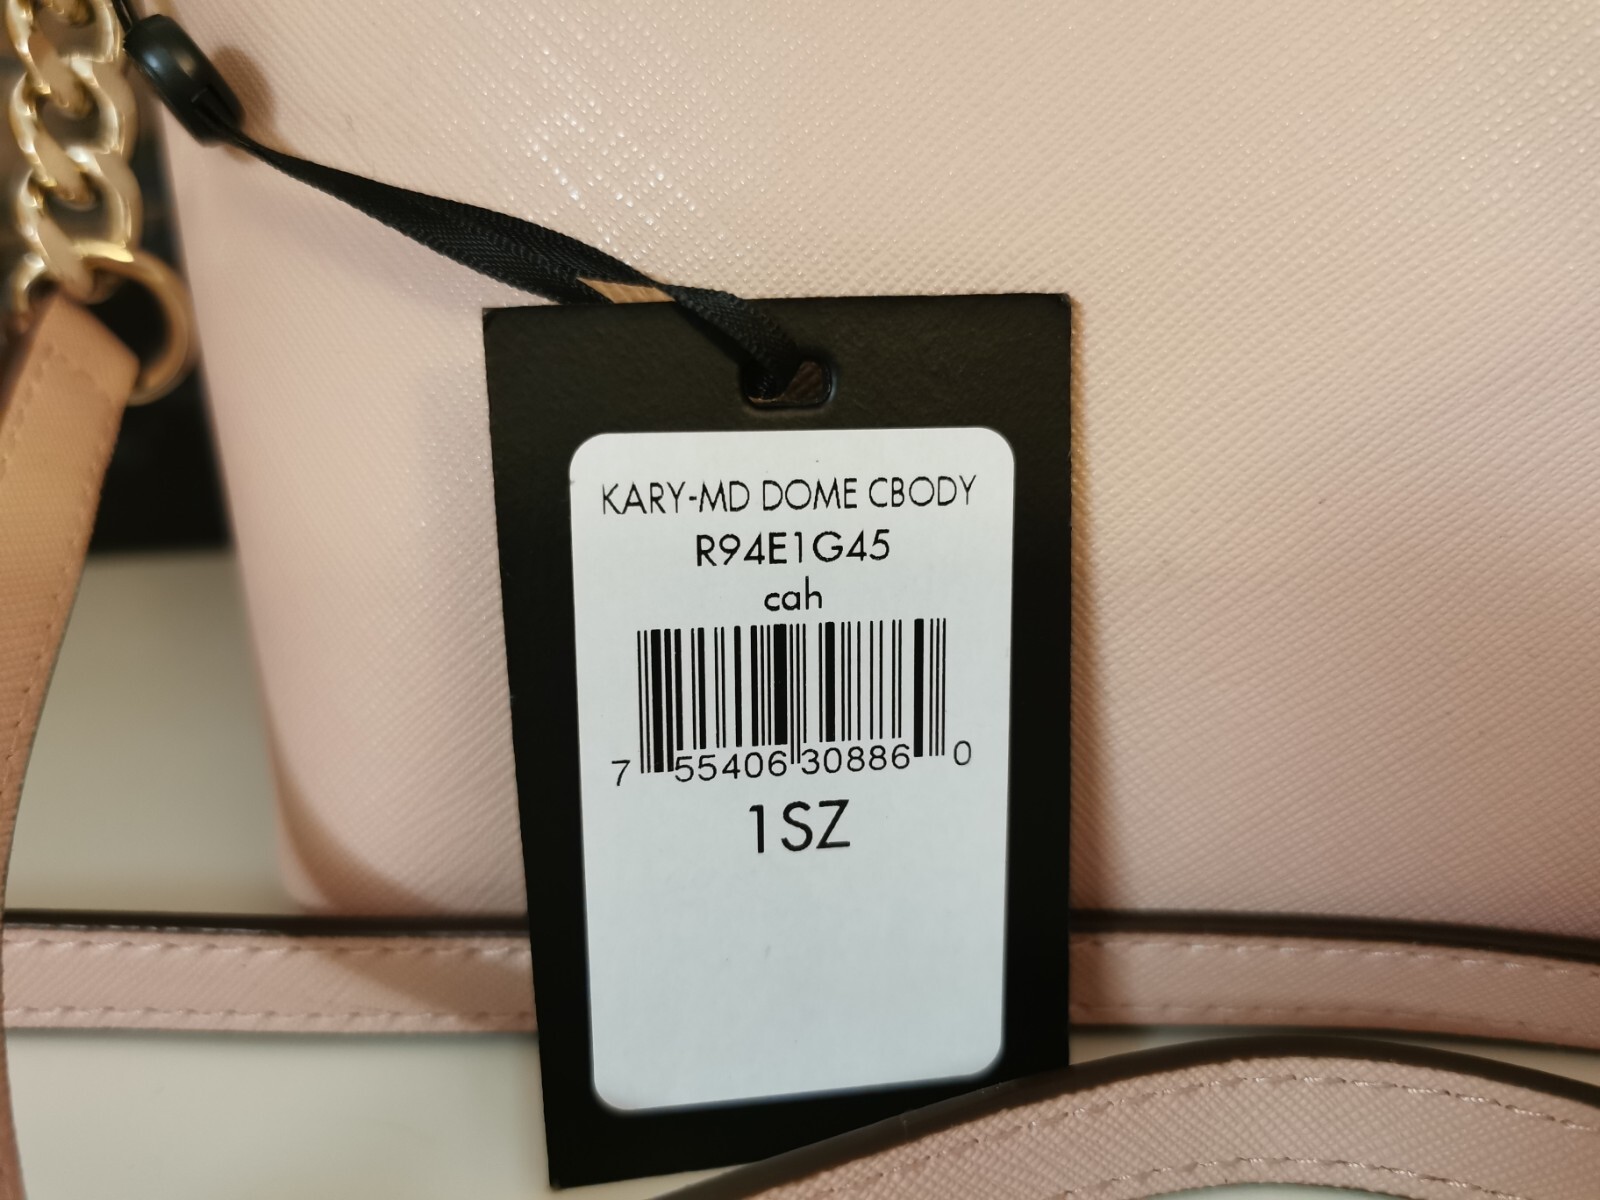 KARY-MD DOME CBODY
R94E1G45
cah
7 55406 30886 0
1SZ